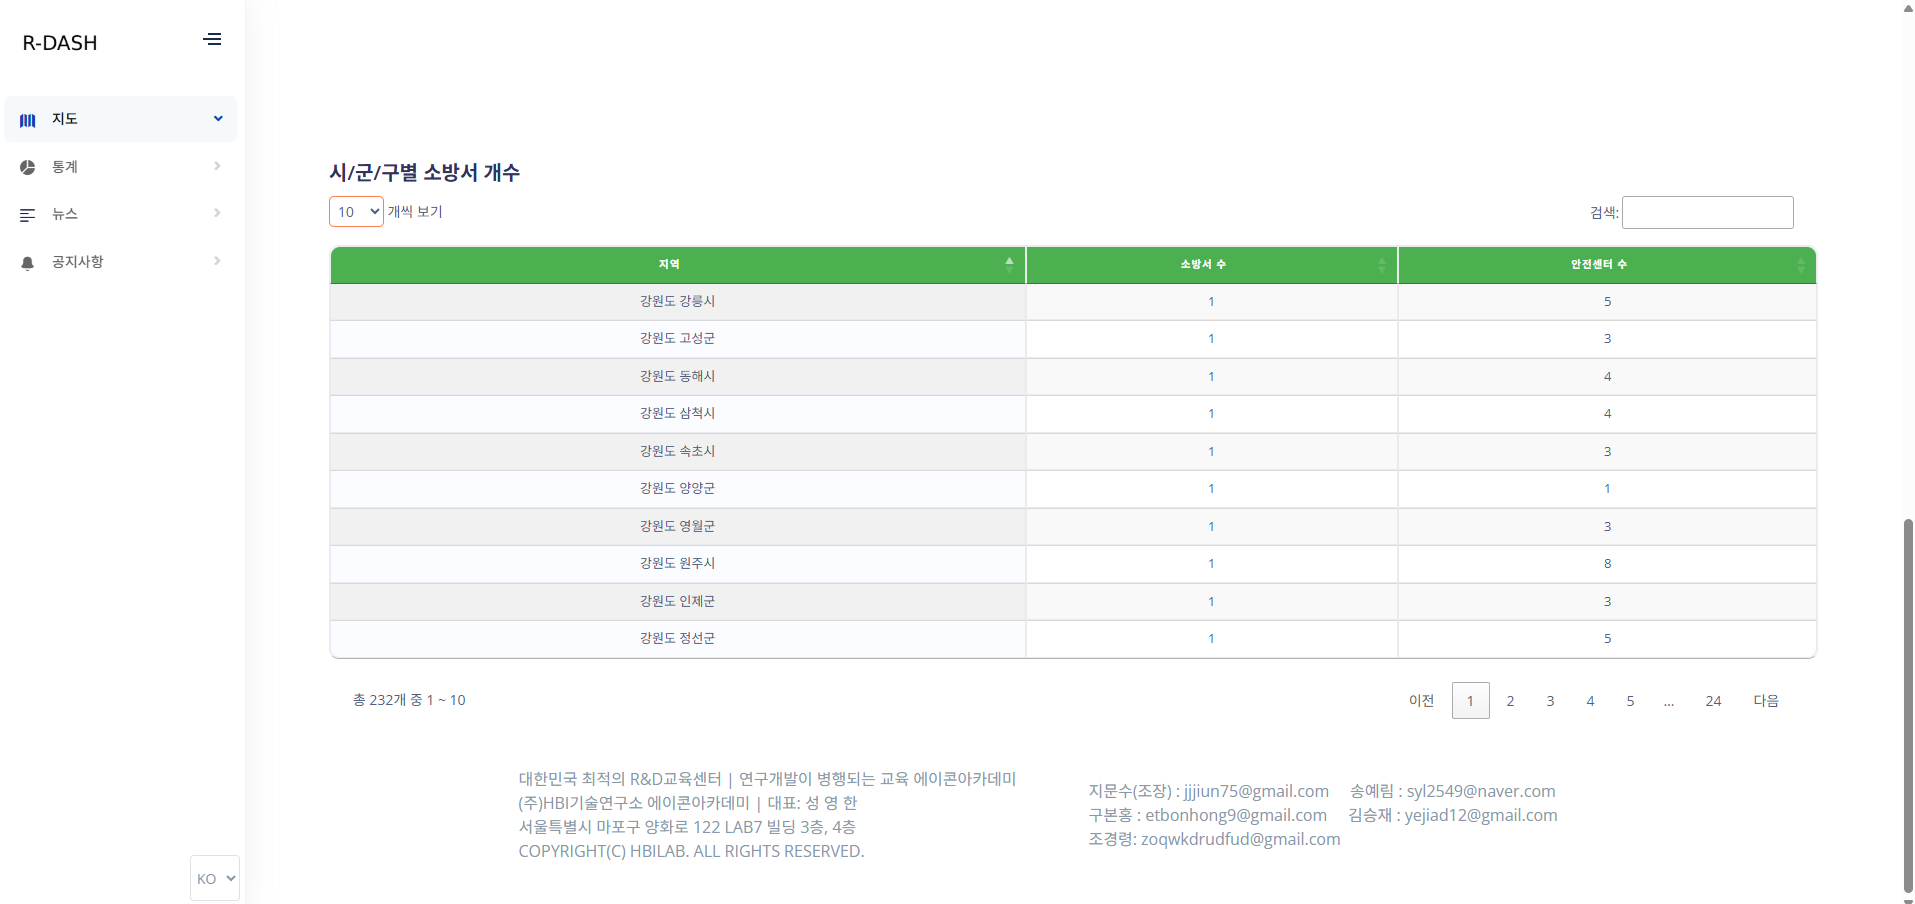 R-DASH
지도
통계
뉴스
공지사항
KO
시/군/구별 소방서 개수
10 개씩 보기
검색:
지역 소방서 수 안전센터 수
강원도 강릉시 1 5
강원도 고성군 1 3
강원도 동해시 1 4
강원도 삼척시 1 4
강원도 속초시 1 3
강원도 양양군 1 1
강원도 영월군 1 3
강원도 원주시 1 8
강원도 인제군 1 3
강원도 정선군 1 5
총 232개 중 1 ~ 10
이전 1 2 3 4 5 … 24 다음
대한민국 최적의 R&D교육센터 | 연구개발이 병행되는 교육 에이콘아카데미
(주)HBI기술연구소 에이콘아카데미 | 대표: 성 영 한
서울특별시 마포구 양화로 122 LAB7 빌딩 3층, 4층
COPYRIGHT(C) HBILAB. ALL RIGHTS RESERVED.
지문수(조장) : jjjiun75@gmail.com 송예림 : syl2549@naver.com
구본홍 : etbonhong9@gmail.com 김승재 : yejiad12@gmail.com
조경령: zoqwkdrudfud@gmail.com